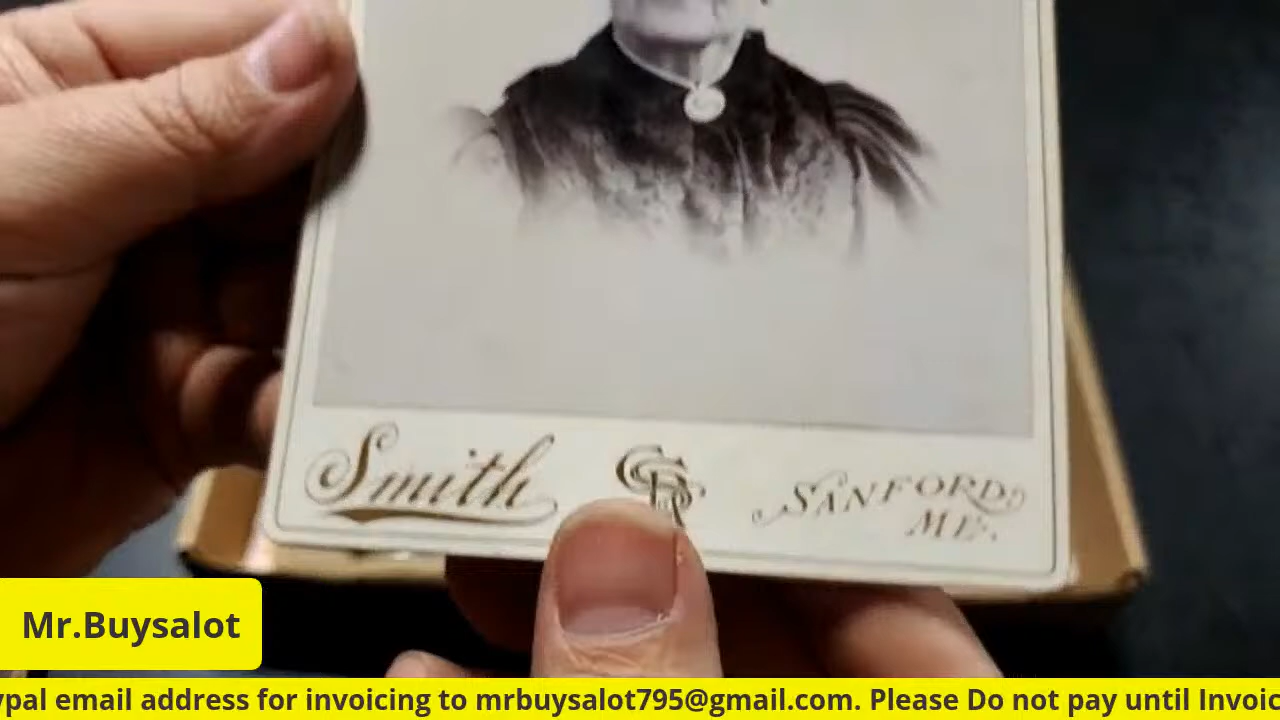 Smith
SANFORD,
ME.
Mr.Buysalot
ypal email address for invoicing to mrbuysalot795@gmail.com. Please Do not pay until Invoic